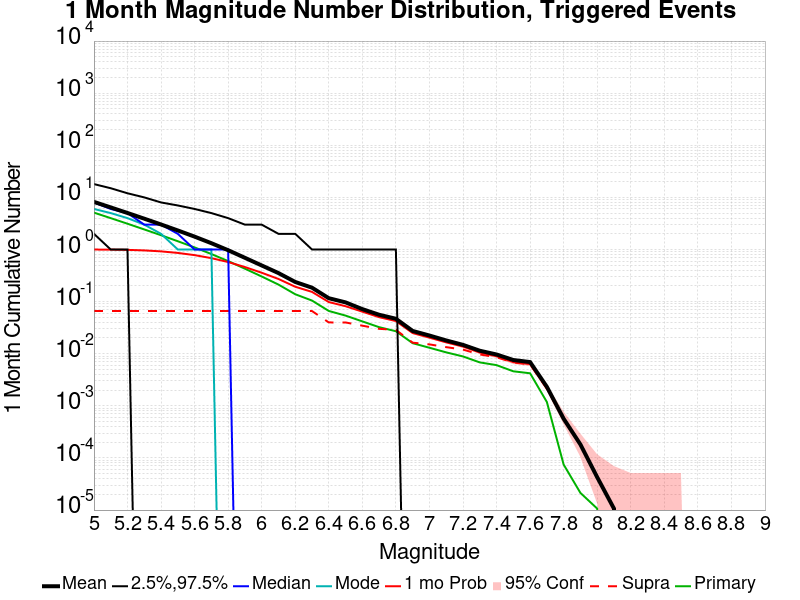 1 Month Magnitude Number Distribution, Triggered Events
10^4
10^3
10^2
10^1
10^0
10^-1
10^-2
10^-3
10^-4
10^-5
1 Month Cumulative Number
5 5.2 5.4 5.6 5.8 6 6.2 6.4 6.6 6.8 7 7.2 7.4 7.6 7.8 8 8.2 8.4 8.6 8.8 9
Magnitude
Mean 2.5%,97.5% Median Mode 1 mo Prob 95% Conf Supra Primary